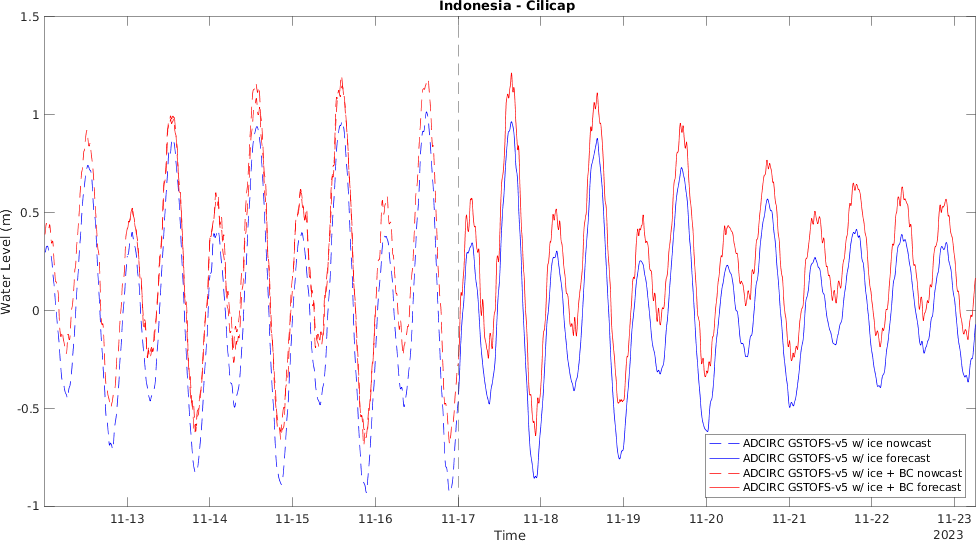 Indonesia - Cilicap
1.5
1
0.5
0
-0.5
-1
Water Level (m)
ADCIRC GSTOFS-v5 w/ ice nowcast
ADCIRC GSTOFS-v5 w/ ice forecast
ADCIRC GSTOFS-v5 w/ ice + BC nowcast
ADCIRC GSTOFS-v5 w/ ice + BC forecast
11-13 11-14 11-15 11-16 11-17 11-18 11-19 11-20 11-21 11-22 11-23
Time
2023